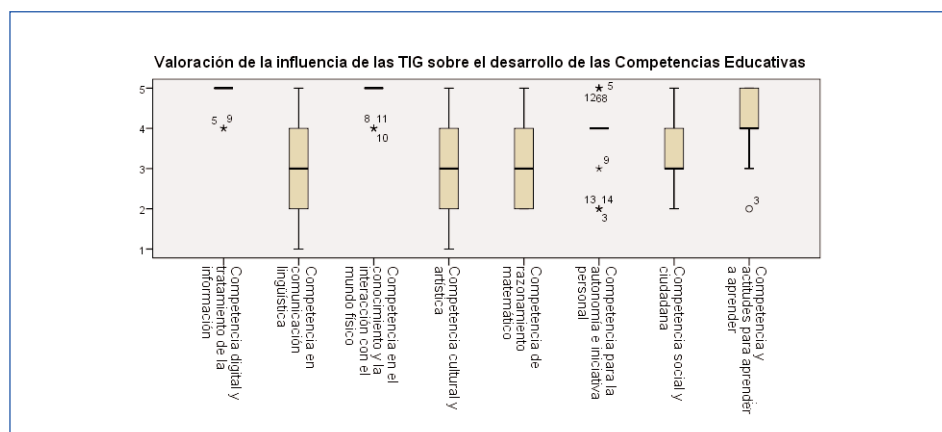 Valoración de la influencia de las TIG sobre el desarrollo de las Competencias Educativas
5
4
3
2
1
5 9
8 11
10
5
1268
9
13 14
3
3
Competencia digital y
tratamiento de la
información
Competencia en
comunicación
lingüística
Competencia en el
conocimiento y la
interacción con el
mundo físico
Competencia cultural y
artística
Competencia de
razonamiento
matemático
Competencia para la
autonomía e iniciativa
personal
Competencia social y
ciudadana
Competencia y
actitudes para aprender
a aprender